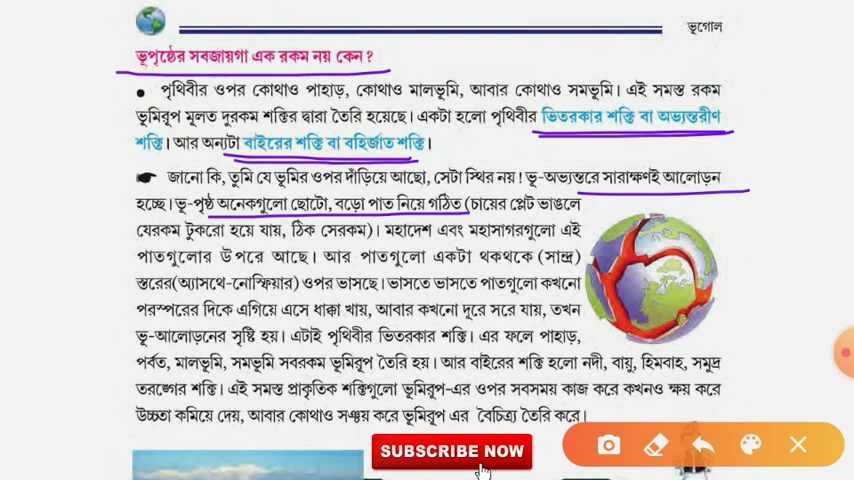 ভূগোল
ভূপৃষ্ঠের সবজায়গা এক রকম নয় কেন?
● পৃথিবীর ওপর কোথাও পাহাড়, কোথাও মালভূমি, আবার কোথাও সমভূমি। এই সমস্ত রকম
ভূমিরূপ মূলত দুরকম শক্তির দ্বারা তৈরি হয়েছে। একটা হলো পৃথিবীর ভিতরকার শক্তি বা অভ্যন্তরীণ
শক্তি। আর অন্যটা বাইরের শক্তি বা বহির্জাত শক্তি।
☛ জানো কি, তুমি যে ভূমির ওপর দাঁড়িয়ে আছো, সেটা স্থির নয়! ভূ-অভ্যন্তরে সারাক্ষণই আলোড়ন
হচ্ছে। ভূ-পৃষ্ঠ অনেকগুলো ছোটো, বড়ো পাত নিয়ে গঠিত (চায়ের প্লেট ভাঙলে
যেরকম টুকরো হয়ে যায়, ঠিক সেরকম)। মহাদেশ এবং মহাসাগরগুলো এই
পাতগুলোর উপরে আছে। আর পাতগুলো একটা থকথকে (সান্দ্র)
স্তরের(অ্যাসথে-নোস্ফিয়ার) ওপর ভাসছে। ভাসতে ভাসতে পাতগুলো কখনো
পরস্পরের দিকে এগিয়ে এসে ধাক্কা খায়, আবার কখনো দূরে সরে যায়, তখন
ভূ-আলোড়নের সৃষ্টি হয়। এটাই পৃথিবীর ভিতরকার শক্তি। এর ফলে পাহাড়,
পর্বত, মালভূমি, সমভূমি সবরকম ভূমিরূপ তৈরি হয়। আর বাইরের শক্তি হলো নদী, বায়ু, হিমবাহ, সমুদ্র
তরঙ্গের শক্তি। এই সমস্ত প্রাকৃতিক শক্তিগুলো ভূমিরূপ-এর ওপর সবসময় কাজ করে কখনও ক্ষয় করে
উচ্চতা কমিয়ে দেয়, আবার কোথাও সঞ্চয় করে ভূমিরূপ এর বৈচিত্র্য তৈরি করে।
SUBSCRIBE NOW